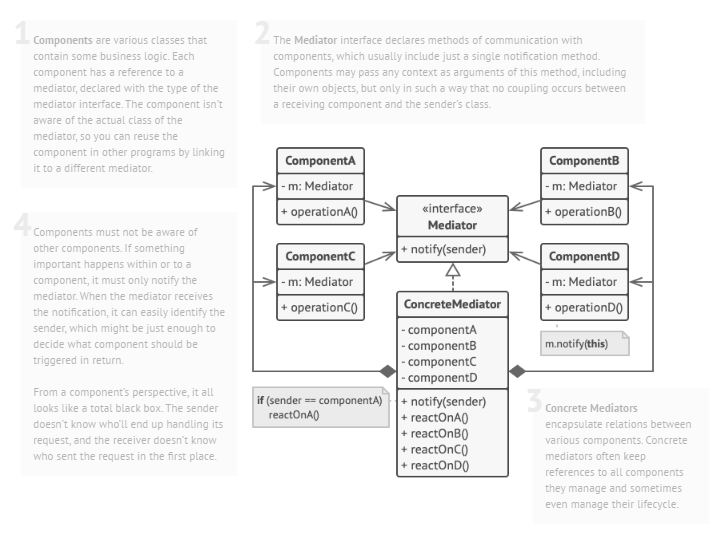 1
Components are various classes that
contain some business logic. Each
component has a reference to a
mediator, declared with the type of the
mediator interface. The component isn't
aware of the actual class of the
mediator, so you can reuse the
component in other programs by linking
it to a different mediator.
2
The Mediator interface declares methods of communication with
components, which usually include just a single notification method.
Components may pass any context as arguments of this method, including
their own objects, but only in such a way that no coupling occurs between
a receiving component and the sender's class.
ComponentA
- m: Mediator
+ operationA()
ComponentB
- m: Mediator
+ operationB()
«interface»
Mediator
+ notify(sender)
ComponentC
- m: Mediator
+ operationC()
ComponentD
- m: Mediator
+ operationD()
m.notify(this)
ConcreteMediator
- componentA
- componentB
- componentC
- componentD
+ notify(sender)
+ reactOnA()
+ reactOnB()
+ reactOnC()
+ reactOnD()
if (sender == componentA)
reactOnA()
4
Components must not be aware of
other components. If something
important happens within or to a
component, it must only notify the
mediator. When the mediator receives
the notification, it can easily identify the
sender, which might be just enough to
decide what component should be
triggered in return.
From a component's perspective, it all
looks like a total black box. The sender
doesn't know who'll end up handling its
request, and the receiver doesn't know
who sent the request in the first place.
3
Concrete Mediators
encapsulate relations between
various components. Concrete
mediators often keep
references to all components
they manage and sometimes
even manage their lifecycle.